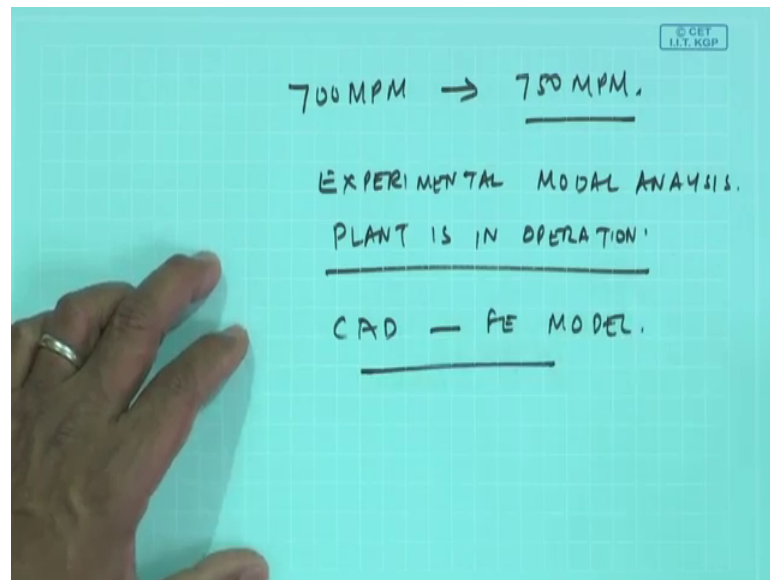 © CET
I.I.T. KGP
700 MPM → 750 MPM.
EXPERIMENTAL MODAL ANALYSIS.
PLANT IS IN OPERATION.
CAD — FE MODEL.